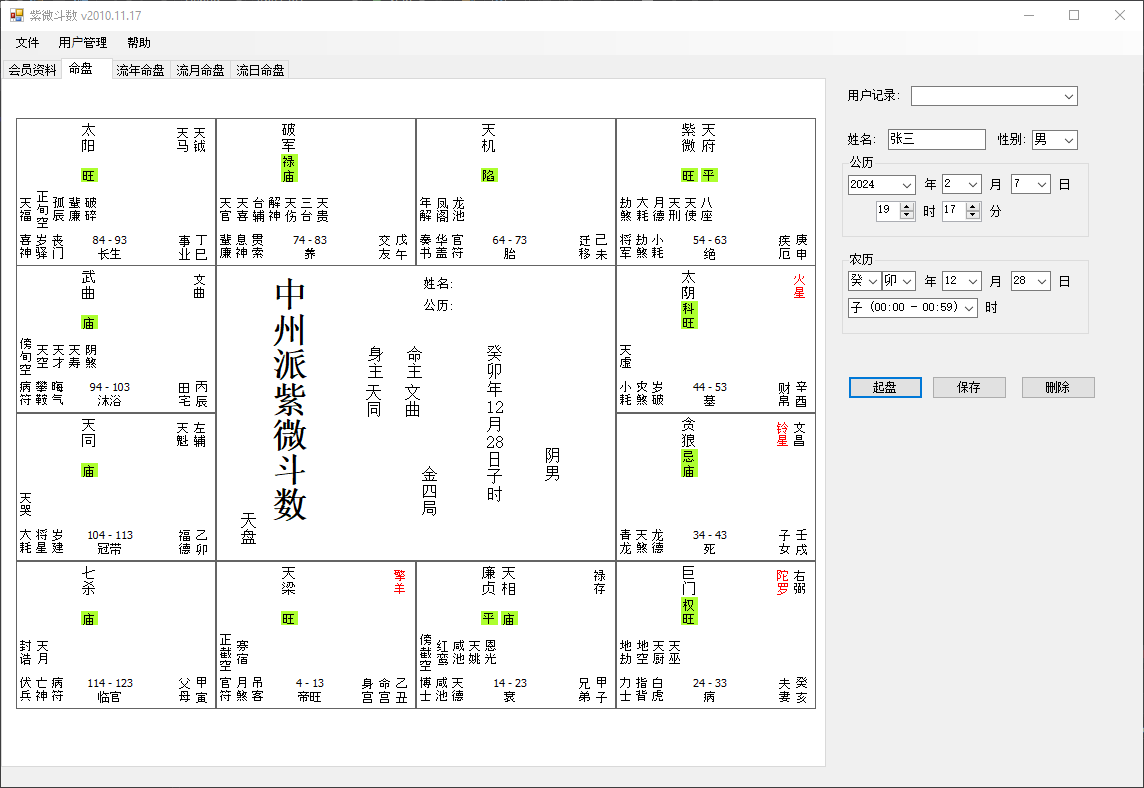 紫微斗数 v2010.11.17
文件 用户管理 帮助
会员资料 命盘 流年命盘 流月命盘 流日命盘
用户记录:
姓名: 张三 性别: 男
公历
2024 年 2 月 7 日
19 时 17 分
农历
癸 卯 年 12 月 28 日
子 (00:00 - 00:59) 时
起盘 保存 删除
太阳
旺
天马
天钺
天福
正旬空
孤辰
蜚廉
破碎
喜神
岁驿
丧门
84 - 93
长生
事业
丁巳
破军
禄
庙
天官
天喜
台辅
解神
天伤
三台
天贵
蜚廉
息神
贯索
74 - 83
养
交友
戊午
天机
陷
年解
凤阁
龙池
奏书
华盖
官符
64 - 73
胎
迁移
己未
紫微
天府
旺
平
劫煞
大耗
月德
天刑
天使
八座
将军
劫煞
小耗
54 - 63
绝
疾厄
庚申
武曲
庙
文曲
傍旬空
天空
天才
天寿
阴煞
病符
攀鞍
晦气
94 - 103
沐浴
田宅
丙辰
中州派紫微斗数
天盘
姓名:
公历:
身主 天同
命主 文曲
金四局
癸卯年12月28日子时
阴男
太阴
科
旺
火星
天虚
小耗
灾煞
岁破
44 - 53
墓
财帛
辛酉
天同
庙
天魁
左辅
天哭
大耗
将星
岁建
104 - 113
冠带
福德
乙卯
贪狼
忌
庙
铃星
文昌
青龙
天煞
龙德
34 - 43
死
子女
壬戌
七杀
庙
封诰
天月
伏兵
亡神
病符
114 - 123
临官
父母
甲寅
天梁
旺
擎羊
正截空
寡宿
官符
月煞
吊客
4 - 13
帝旺
身宫
命宫
乙丑
廉贞
天相
平
庙
禄存
傍截空
红鸾
咸池
天姚
恩光
博士
咸池
天德
14 - 23
衰
兄弟
甲子
巨门
权
旺
陀罗
右弼
地劫
地空
天厨
天巫
力士
指背
白虎
24 - 33
病
夫妻
癸亥